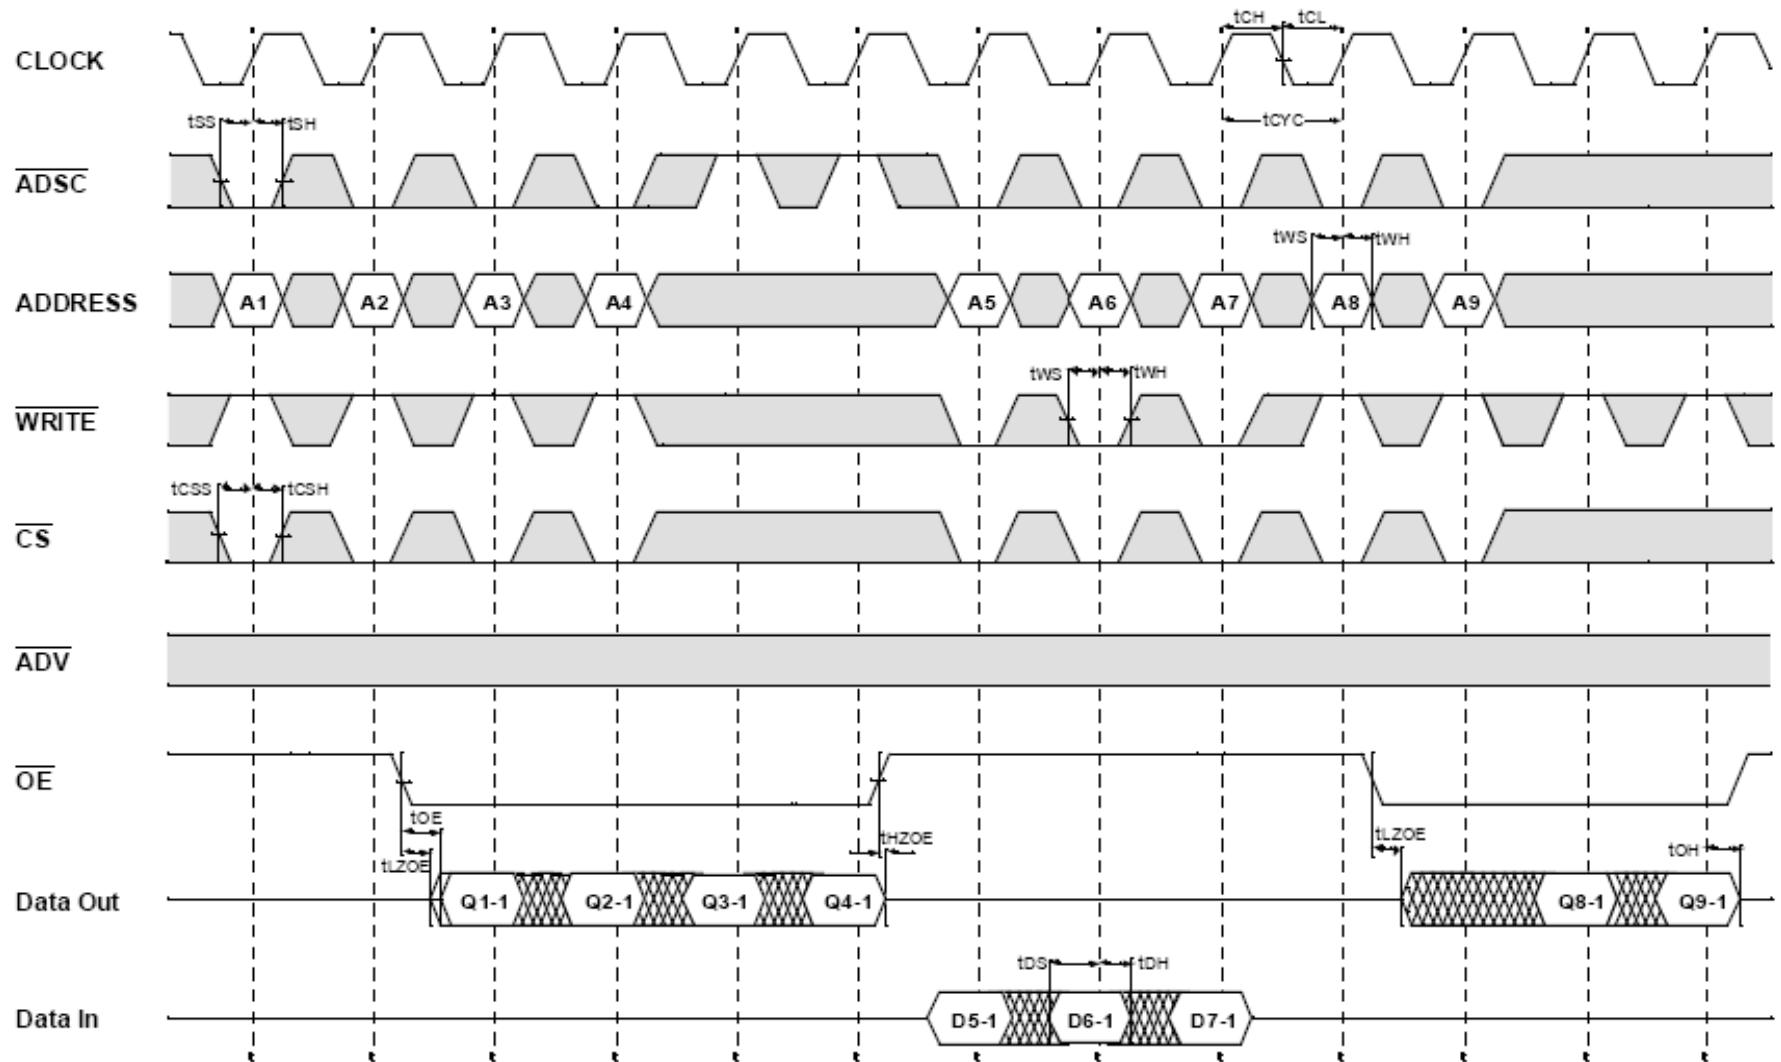 tCH tCL
CLOCK
tSS tSH tCYC
ADSC
tWS tWH
ADDRESS A1 A2 A3 A4 A5 A6 A7 A8 A9
tWS tWH
WRITE
tCSS tCSH
CS
ADV
OE
tOE
tLZOE tHZOE tLZOE tOH
Data Out Q1-1 Q2-1 Q3-1 Q4-1 Q8-1 Q9-1
tDS tDH
Data In D5-1 D6-1 D7-1